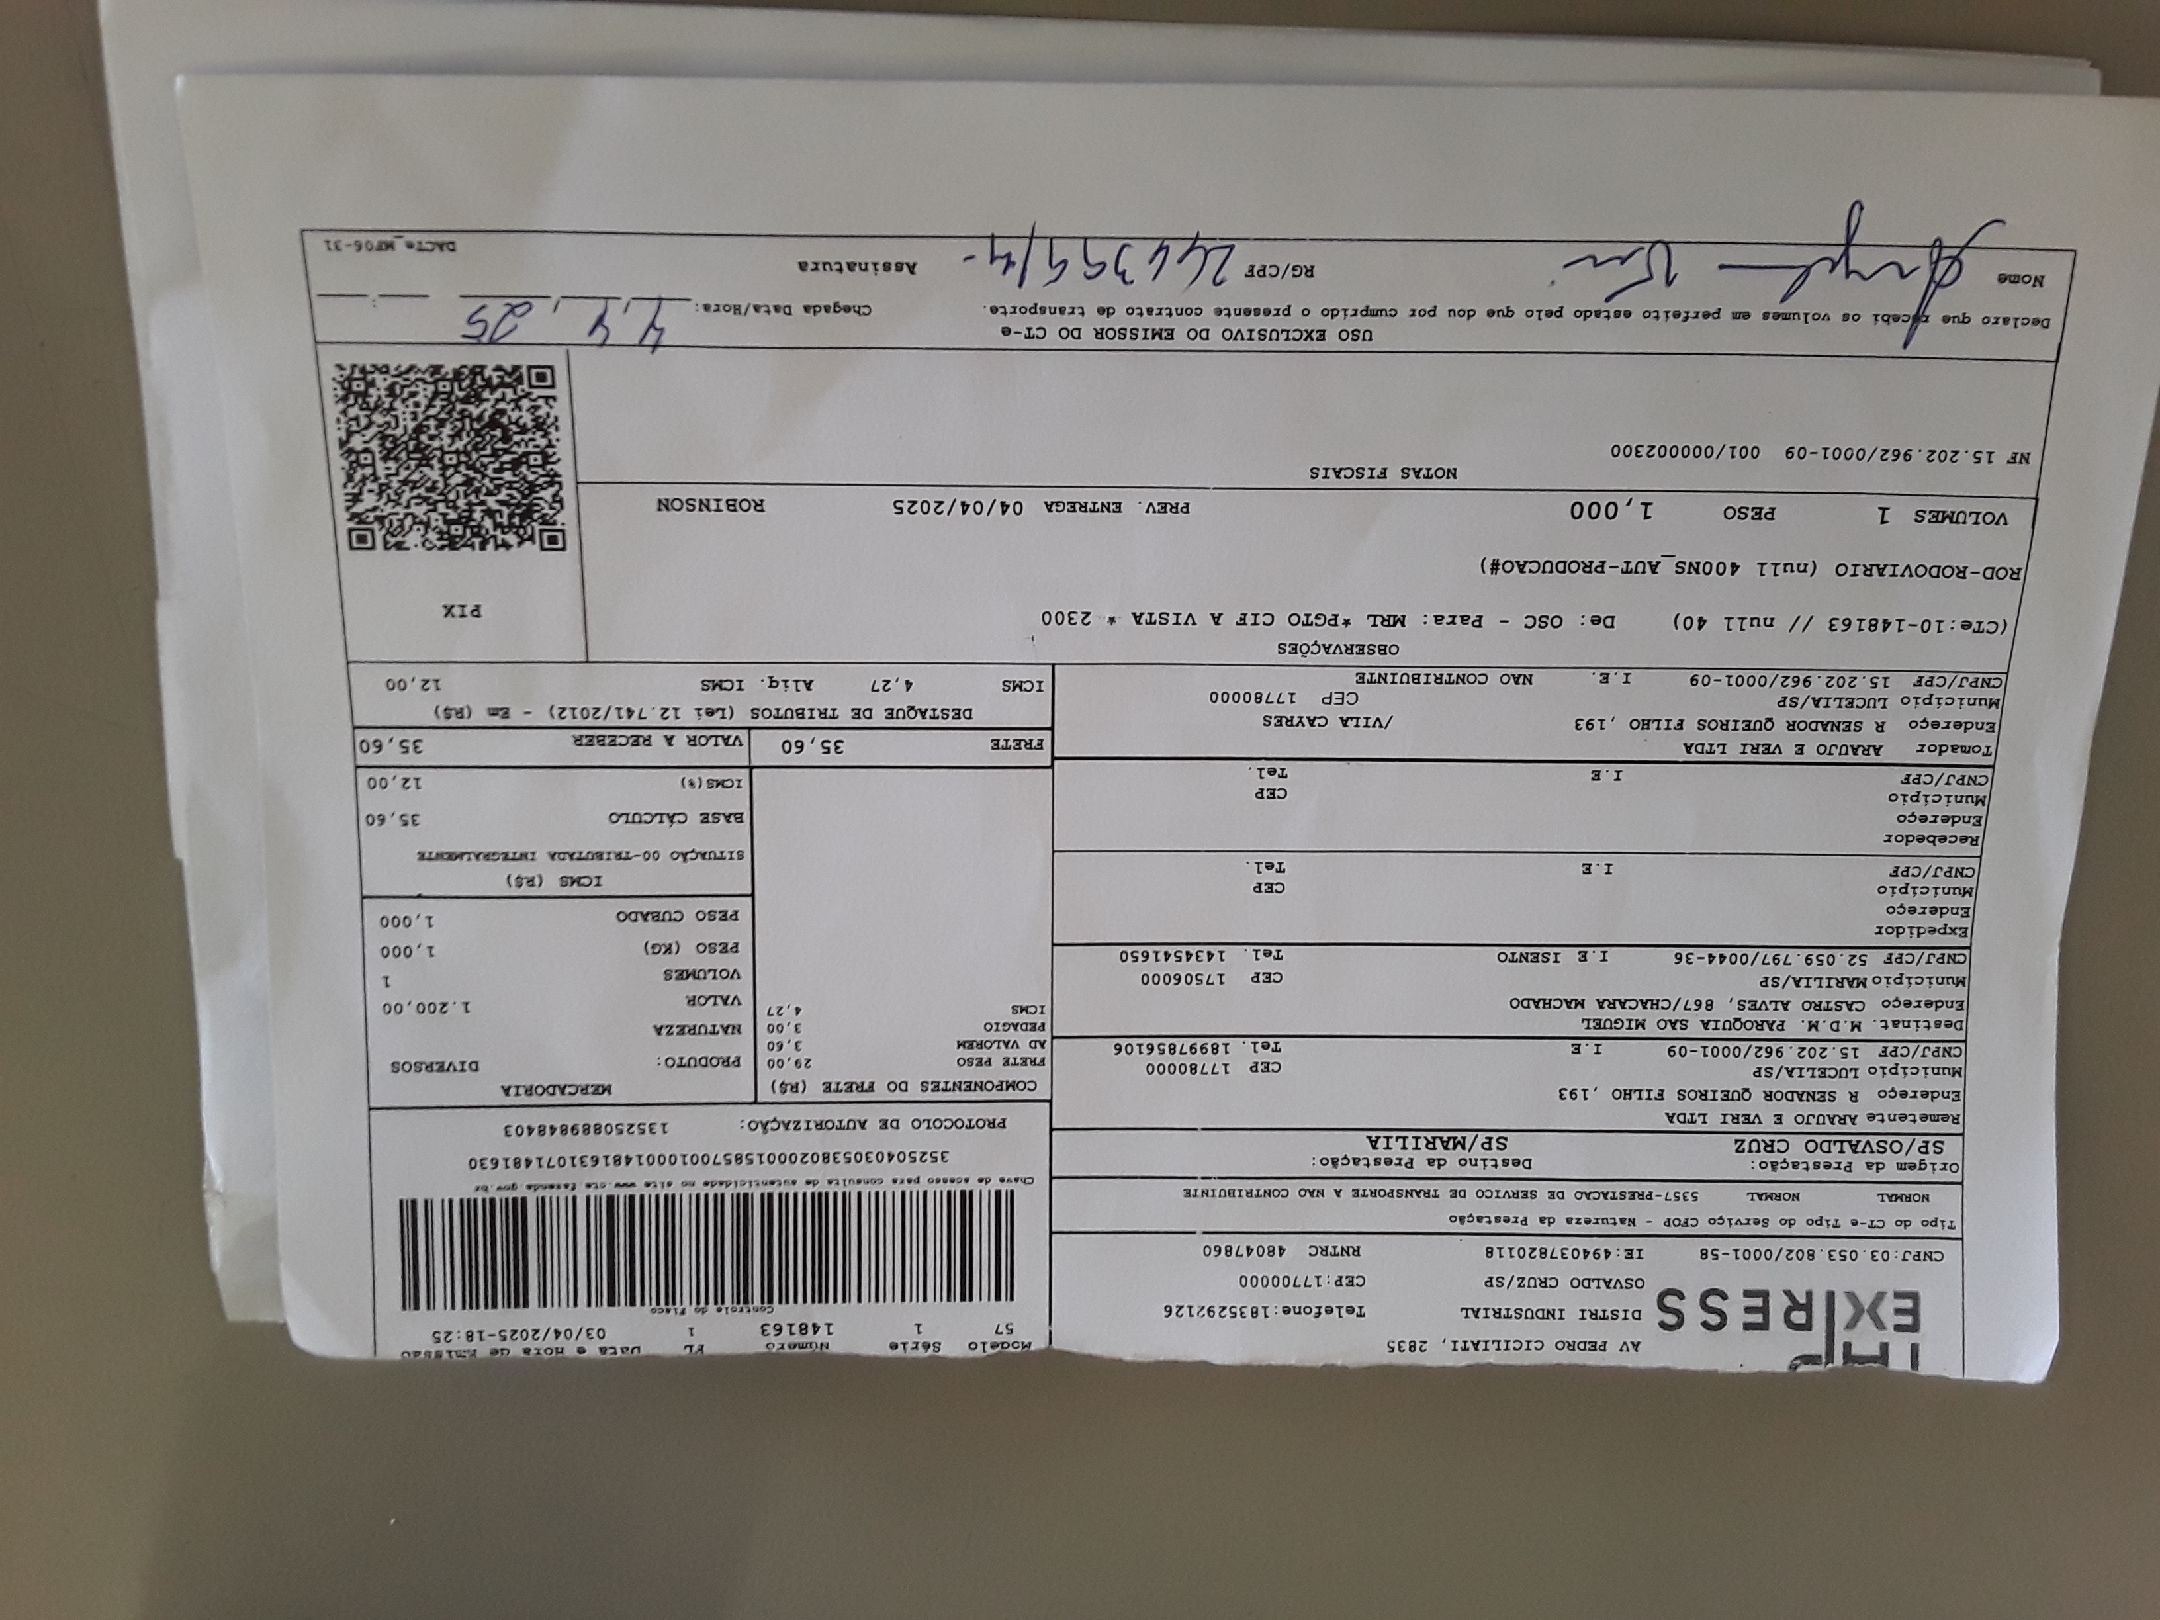 EXPRESS
AV PEDRO CICILIATI, 2835
DISTRI INDUSTRIAL Telefone:1835292126
OSVALDO CRUZ/SP CEP:17700000
CNPJ:03.053.802/0001-58 IE:494037820118 RNTRC 48047860
Tipo do CT-e Tipo do Serviço CFOP - Natureza da Prestação
NORMAL NORMAL 5357-PRESTACAO DE SERVICO DE TRANSPORTE A NAO CONTRIBUINTE
Origem da Prestação: Destino da Prestação:
SP/OSVALDO CRUZ SP/MARILIA
Modelo Série Número FL Data e Hora de Emissão
57 1 148163 1 03/04/2025-18:25
Controle do Fisco
Chave de acesso para consulta de autenticidade no site www.cte.fazenda.gov.br
35250403053802000158570010001481631071481630
PROTOCOLO DE AUTORIZAÇÃO: 135250889848403
Remetente ARAUJO E VERI LTDA
Endereço R SENADOR QUEIROS FILHO ,193
Município LUCELIA/SP CEP 17780000
CNPJ/CPF 15.202.962/0001-09 I.E Tel. 18997856106
Destinat. M.D.M. PAROQUIA SAO MIGUEL
Endereço CASTRO ALVES, 867/CHACARA MACHADO
Município MARILIA/SP CEP 17506000
CNPJ/CPF 52.059.797/0044-36 I.E ISENTO Tel. 1434541650
Expedidor
Endereço
Município CEP
CNPJ/CPF I.E Tel.
Recebedor
Endereço
Município CEP
CNPJ/CPF I.E Tel.
Tomador ARAUJO E VERI LTDA
Endereço R SENADOR QUEIROS FILHO ,193 /VILA CAYRES
Município LUCELIA/SP CEP 17780000
CNPJ/CPF 15.202.962/0001-09 I.E. NAO CONTRIBUINTE
COMPONENTES DO FRETE (R$)
FRETE PESO 29,00
AD VALOREM 3,60
PEDAGIO 3,00
ICMS 4,27
MERCADORIA
PRODUTO: DIVERSOS
NATUREZA
VALOR 1.200,00
VOLUMES 1
PESO (KG) 1,000
PESO CUBADO 1,000
ICMS (R$)
SITUAÇÃO 00-TRIBUTADA INTEGRALMENTE
BASE CÁLCULO 35,60
ICMS(%) 12,00
FRETE 35,60 VALOR A RECEBER 35,60
DESTAQUE DE TRIBUTOS (Lei 12.741/2012) - Em (R$)
ICMS 4,27 Aliq. ICMS 12,00
OBSERVAÇÕES
(CTe:10-148163 // null 40) De: OSC - Para: MRL *PGTO CIF A VISTA * 2300
ROD-RODOVIARIO (null 400NS_AUT-PRODUCAO#)
PIX
VOLUMES 1 PESO 1,000 PREV. ENTREGA 04/04/2025 ROBINSON
NOTAS FISCAIS
NF 15.202.962/0001-09 001/000002300
USO EXCLUSIVO DO EMISSOR DO CT-e
Declaro que recebi os volumes em perfeito estado pelo que dou por cumprido o presente contrato de transporte.
Chegada Data/Hora: 4, 4, 25 :
Nome RG/CPF Assinatura
DACTe_MF06-31